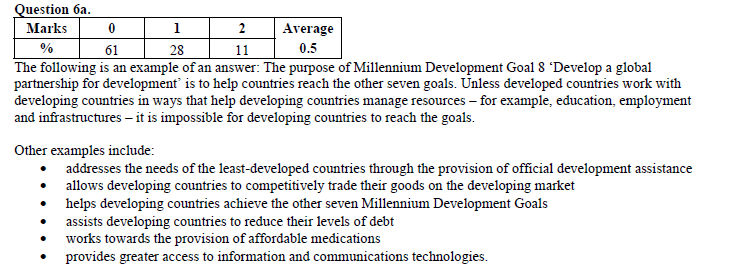 Question 6a.
Marks 0 1 2 Average
% 61 28 11 0.5
The following is an example of an answer: The purpose of Millennium Development Goal 8 ‘Develop a global
partnership for development’ is to help countries reach the other seven goals. Unless developed countries work with
developing countries in ways that help developing countries manage resources – for example, education, employment
and infrastructures – it is impossible for developing countries to reach the goals.
Other examples include:
• addresses the needs of the least-developed countries through the provision of official development assistance
• allows developing countries to competitively trade their goods on the developing market
• helps developing countries achieve the other seven Millennium Development Goals
• assists developing countries to reduce their levels of debt
• works towards the provision of affordable medications
• provides greater access to information and communications technologies.